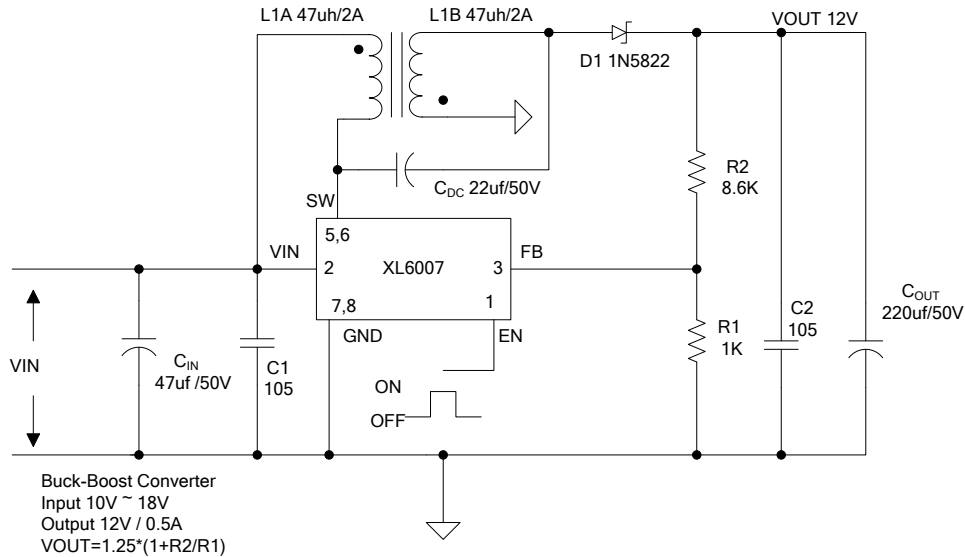 L1A 47uh/2A
L1B 47uh/2A
VOUT 12V
D1 1N5822
R2
8.6K
C_DC 22uf/50V
SW
5,6
VIN
2
XL6007
3
FB
7,8
1
GND
EN
C_OUT
220uf/50V
C2
105
R1
1K
VIN
C_IN
47uf /50V
C1
105
ON
OFF
Buck-Boost Converter
Input 10V ~ 18V
Output 12V / 0.5A
VOUT=1.25*(1+R2/R1)